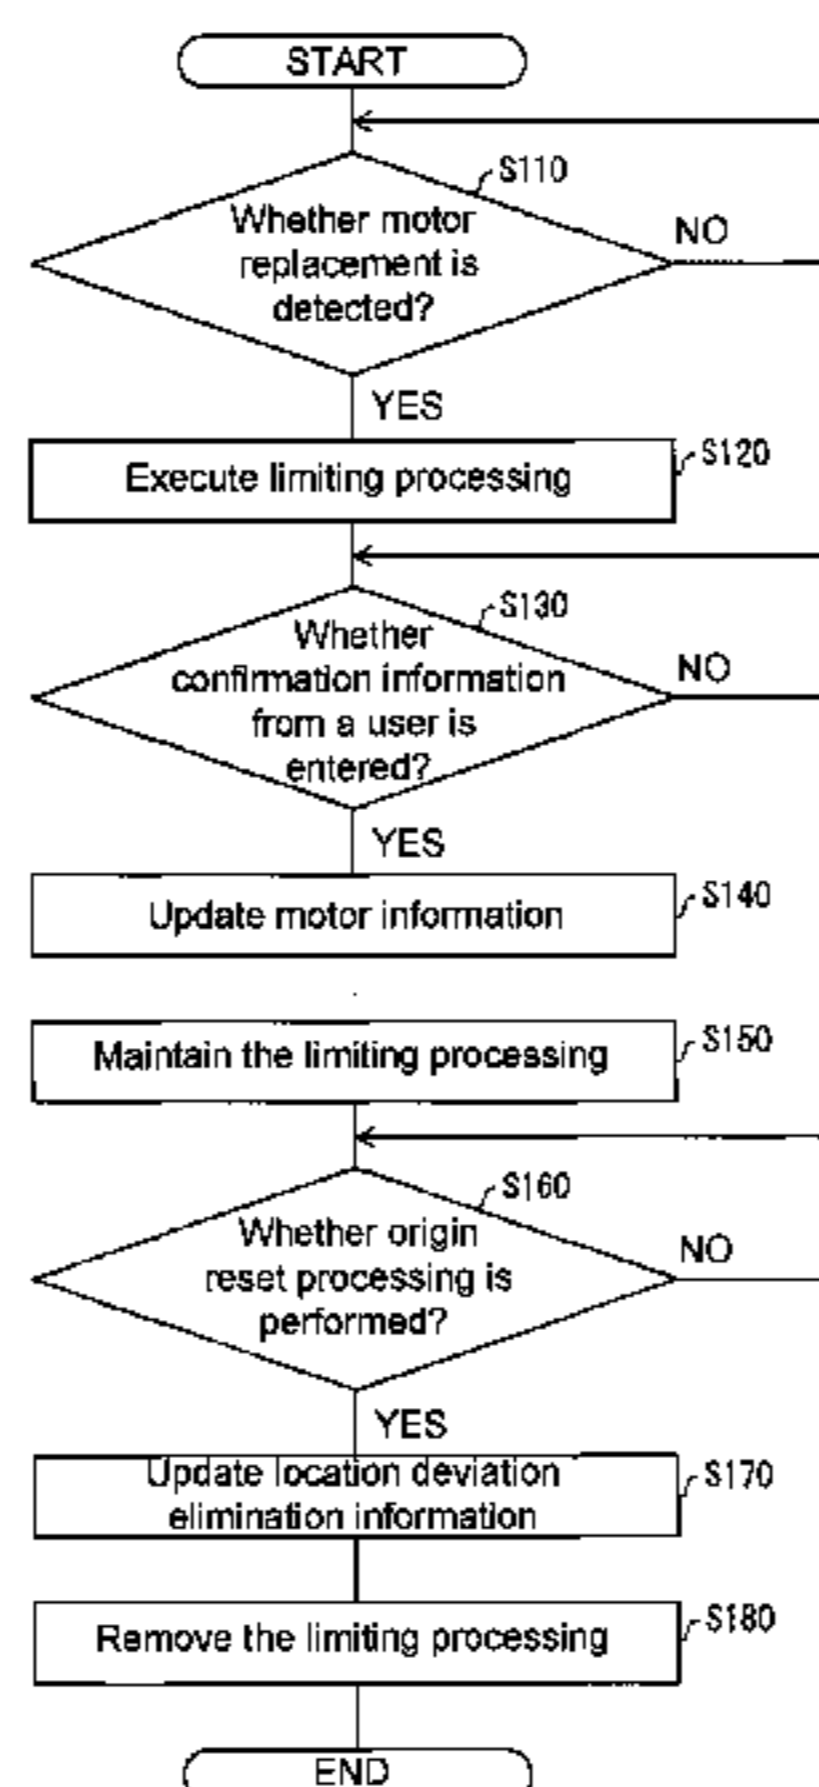 START
S110
Whether motor
replacement is
detected?
NO
YES
S120
Execute limiting processing
S130
Whether
confirmation information
from a user is
entered?
NO
YES
S140
Update motor information
S150
Maintain the limiting processing
S160
Whether origin
reset processing is
performed?
NO
YES
S170
Update location deviation
elimination information
S180
Remove the limiting processing
END